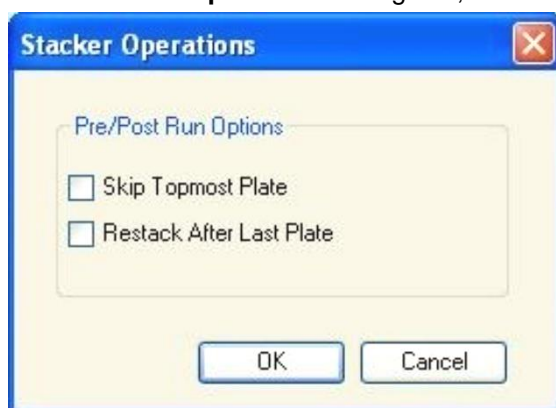 Stacker Operations
Pre/Post Run Options
Skip Topmost Plate
Restack After Last Plate
OK Cancel